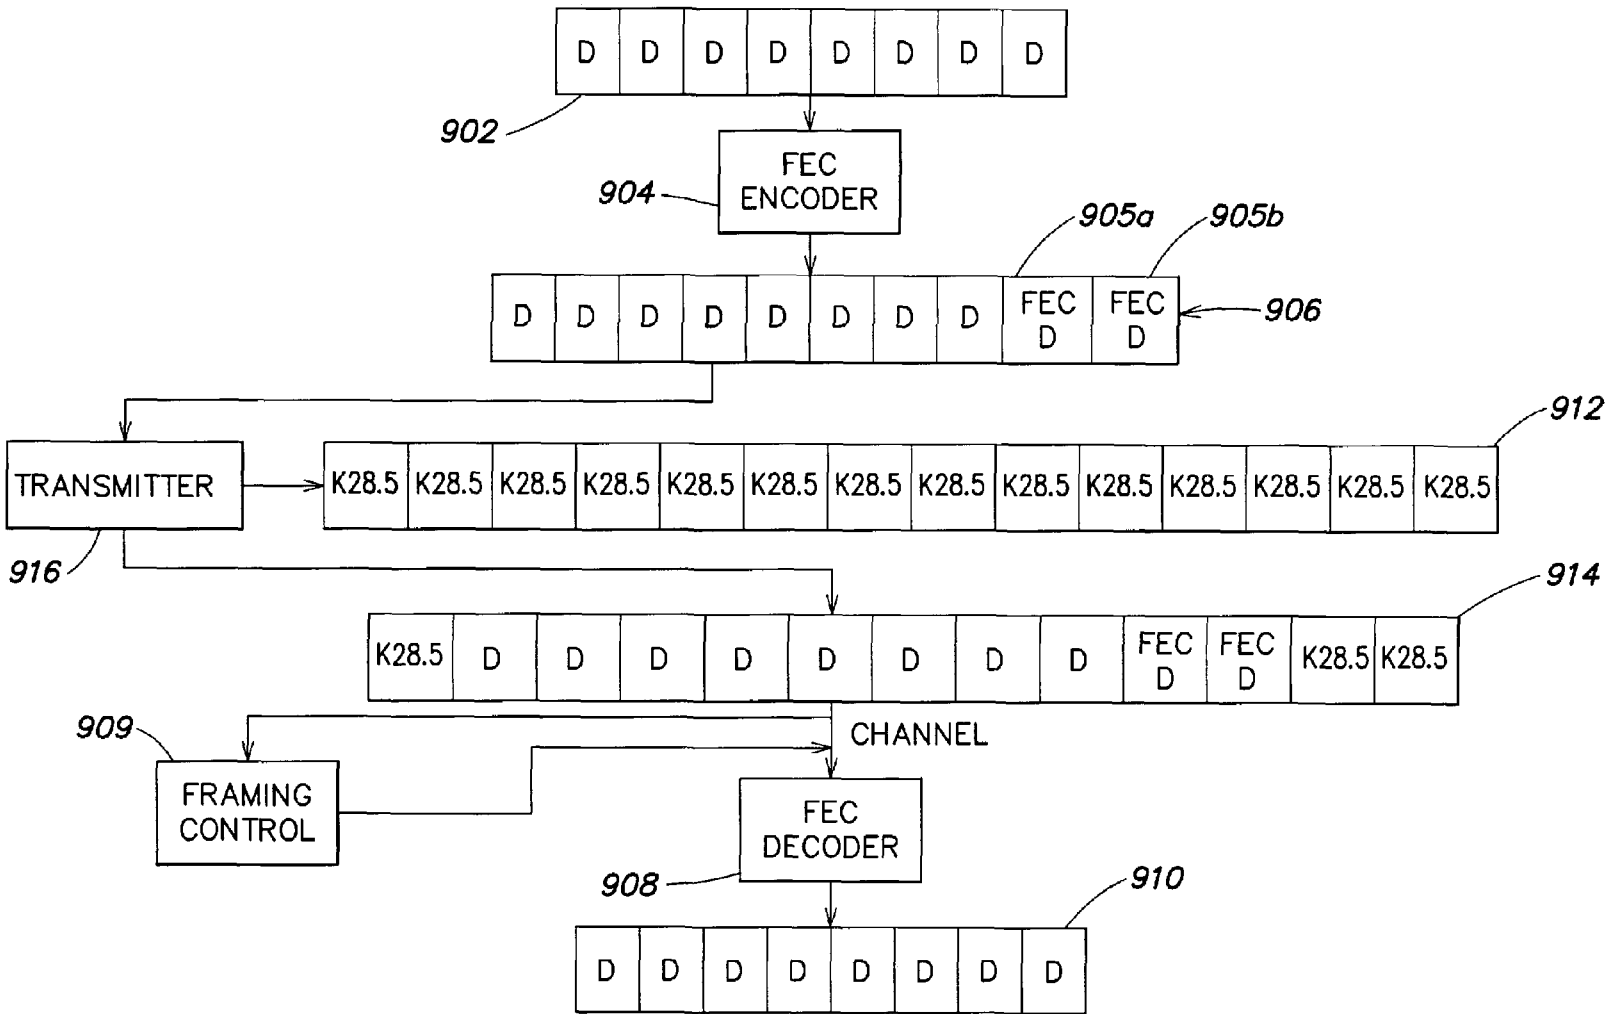 D D D D D D D D
902
FEC
ENCODER
904
905a 905b
D D D D D D D D FEC D FEC D
906
912
TRANSMITTER
K28.5 K28.5 K28.5 K28.5 K28.5 K28.5 K28.5 K28.5 K28.5 K28.5 K28.5 K28.5 K28.5 K28.5
916
914
K28.5 D D D D D D D D FEC D FEC D K28.5 K28.5
909
CHANNEL
FRAMING
CONTROL
FEC
DECODER
908
910
D D D D D D D D